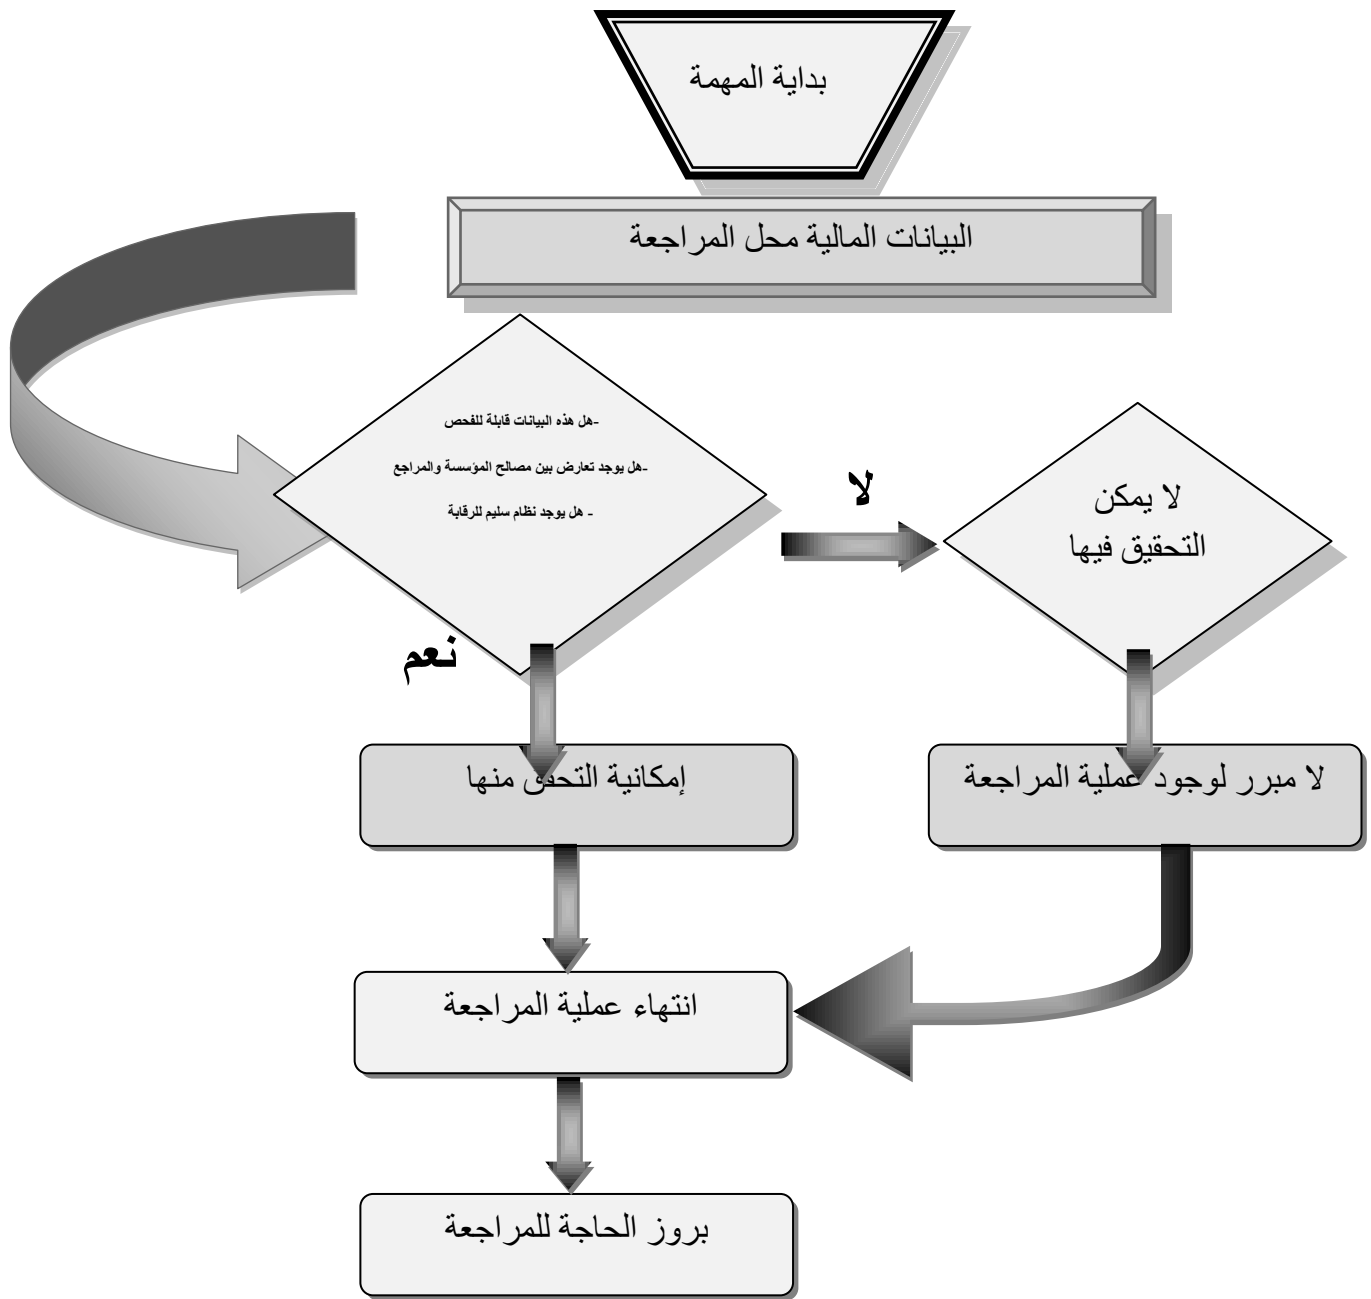 بداية المهمة
البيانات المالية محل المراجعة
-هل هذه البيانات قابلة للفحص
-هل يوجد تعارض بين مصالح المؤسسة والمراجع
- هل يوجد نظام سليم للرقابة
لا
لا يمكن
التحقيق فيها
نعم
إمكانية التحقق منها
لا مبرر لوجود عملية المراجعة
انتهاء عملية المراجعة
بروز الحاجة للمراجعة